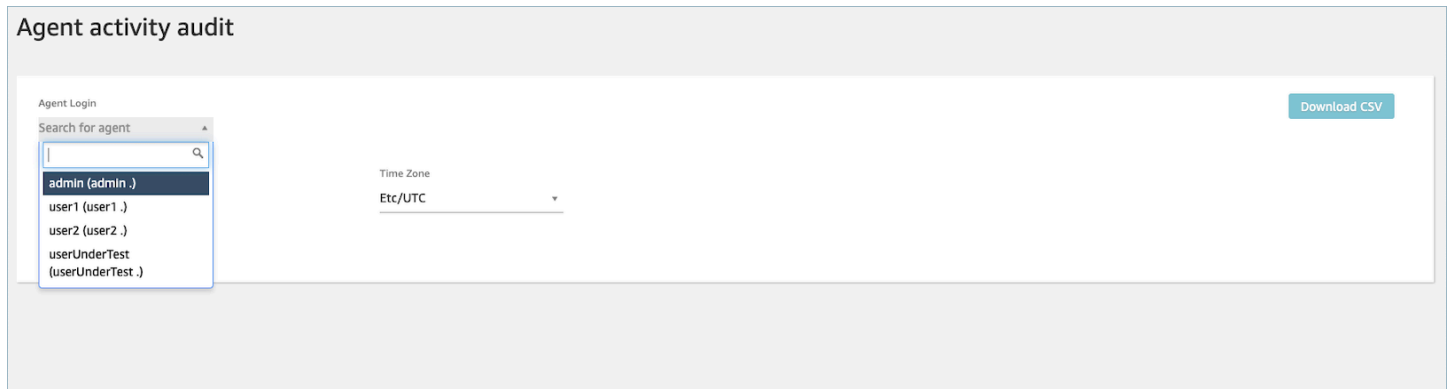 Agent activity audit
Agent Login
Download CSV
Search for agent
admin (admin .)
Time Zone
user1 (user1 .)
Etc/UTC
user2 (user2 .)
userUnderTest
(userUnderTest .)